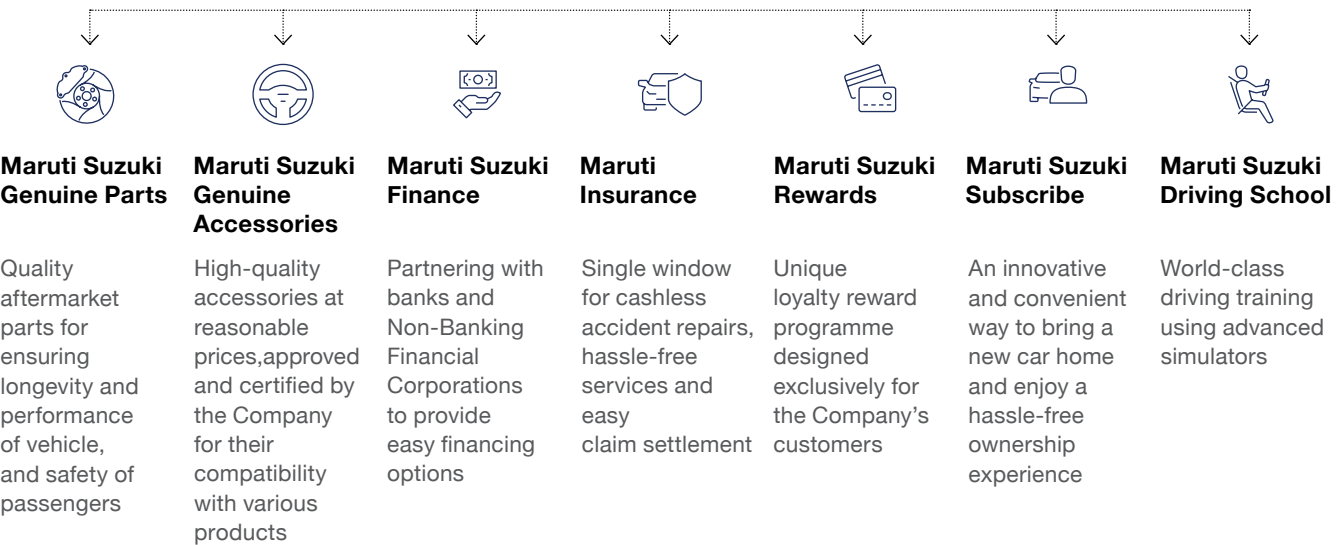 Maruti Suzuki
Genuine Parts
Quality
aftermarket
parts for
ensuring
longevity and
performance
of vehicle,
and safety of
passengers
Maruti Suzuki
Genuine
Accessories
High-quality
accessories at
reasonable
prices,approved
and certified by
the Company
for their
compatibility
with various
products
Maruti Suzuki
Finance
Partnering with
banks and
Non-Banking
Financial
Corporations
to provide
easy financing
options
Maruti
Insurance
Single window
for cashless
accident repairs,
hassle-free
services and
easy
claim settlement
Maruti Suzuki
Rewards
Unique
loyalty reward
programme
designed
exclusively for
the Company’s
customers
Maruti Suzuki
Subscribe
An innovative
and convenient
way to bring a
new car home
and enjoy a
hassle-free
ownership
experience
Maruti Suzuki
Driving School
World-class
driving training
using advanced
simulators